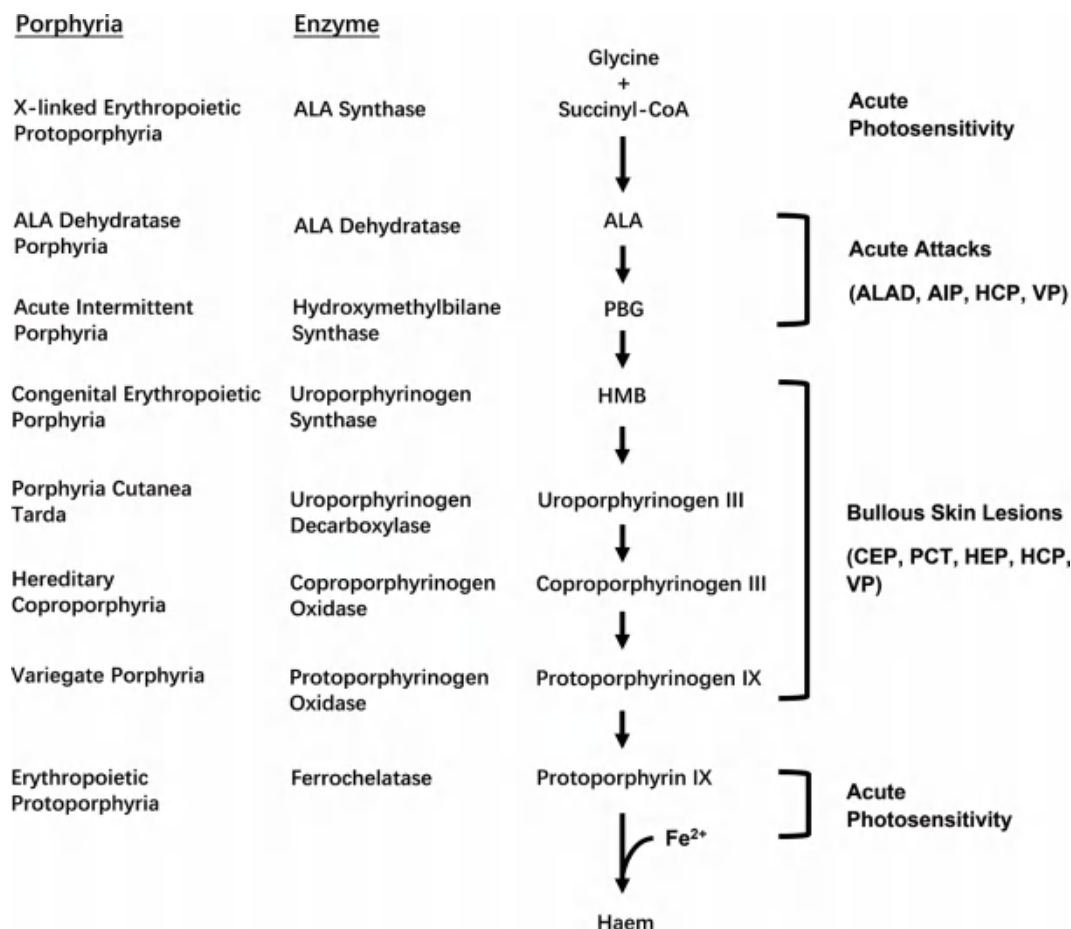 Porphyria Enzyme
Glycine
+
X-linked Erythropoietic ALA Synthase Succinyl-CoA Acute
Protoporphyria Photosensitivity
ALA Dehydratase ALA Dehydratase ALA
Porphyria
Acute Attacks
(ALAD, AIP, HCP, VP)
Acute Intermittent Hydroxymethylbilane PBG
Porphyria Synthase
Congenital Erythropoietic Uroporphyrinogen HMB
Porphyria Synthase
Porphyria Cutanea Uroporphyrinogen Uroporphyrinogen III
Tarda Decarboxylase
Bullous Skin Lesions
(CEP, PCT, HEP, HCP,
VP)
Hereditary Coproporphyrinogen Coproporphyrinogen III
Coproporphyria Oxidase
Variegate Porphyria Protoporphyrinogen Protoporphyrinogen IX
Oxidase
Erythropoietic Ferrochelatase Protoporphyrin IX
Protoporphyria
Acute
Photosensitivity
Fe²⁺
Haem